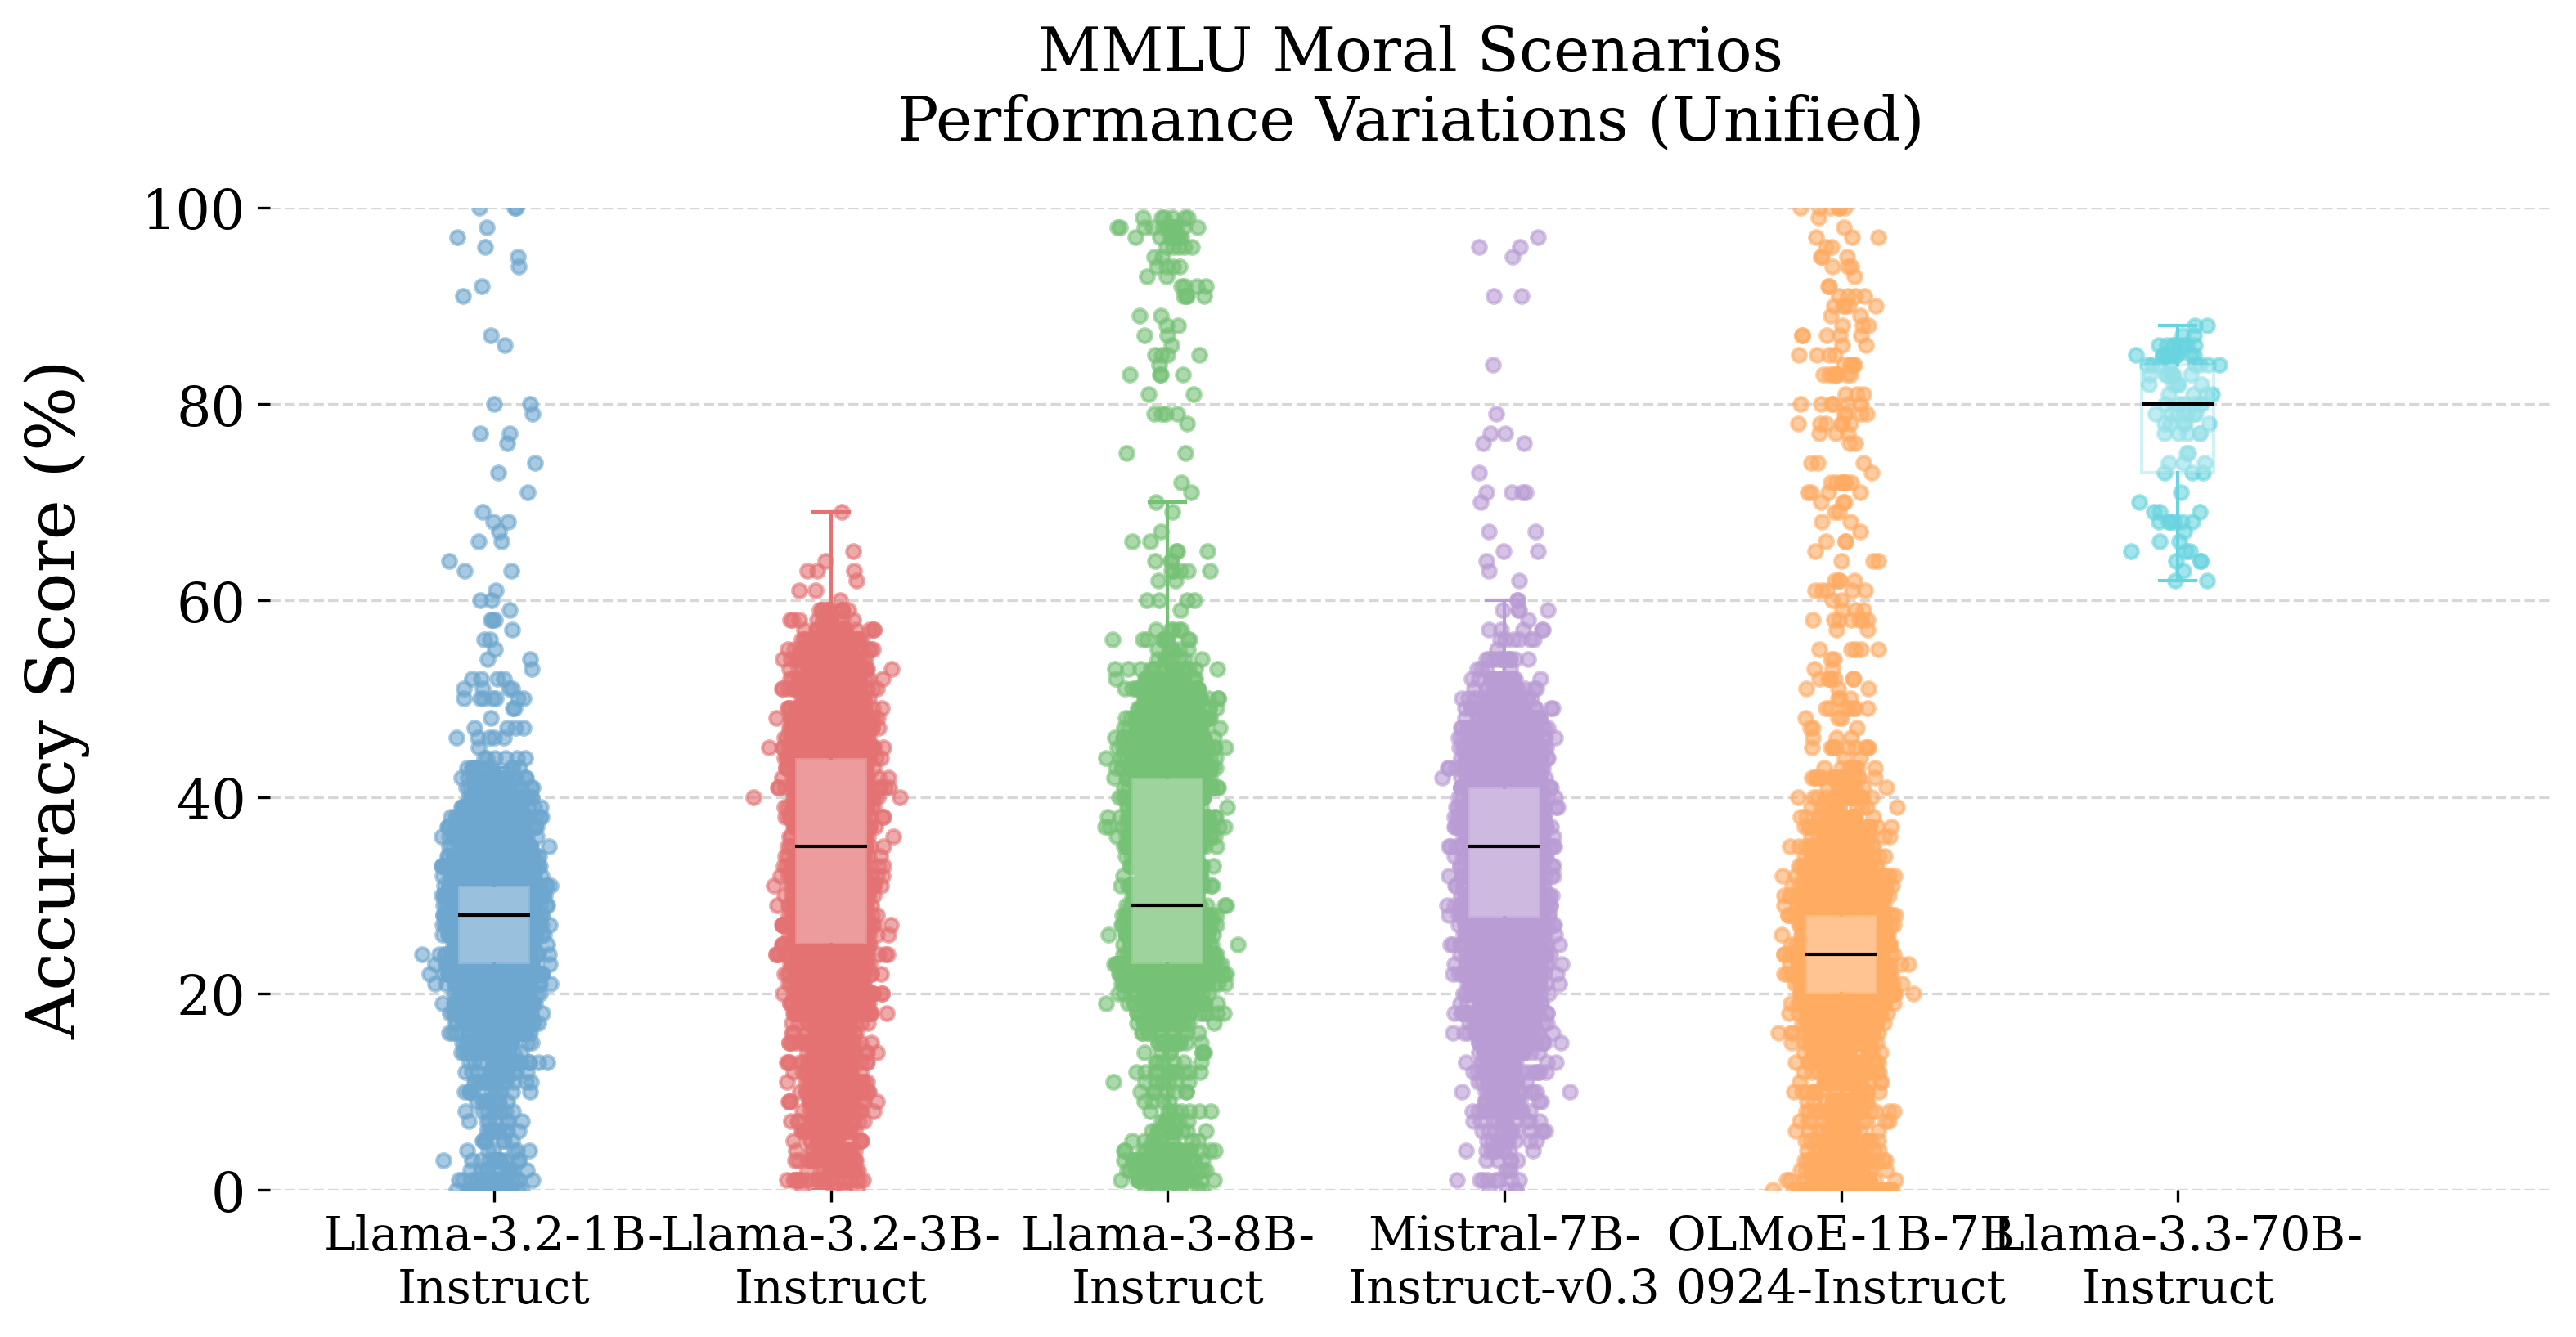 MMLU Moral Scenarios
Performance Variations (Unified)
Accuracy Score (%)
100
80
60
40
20
0
Llama-3.2-1B-
Instruct
Llama-3.2-3B-
Instruct
Llama-3-8B-
Instruct
Mistral-7B-
Instruct-v0.3
OLMoE-1B-7B
0924-Instruct
Llama-3.3-70B-
Instruct